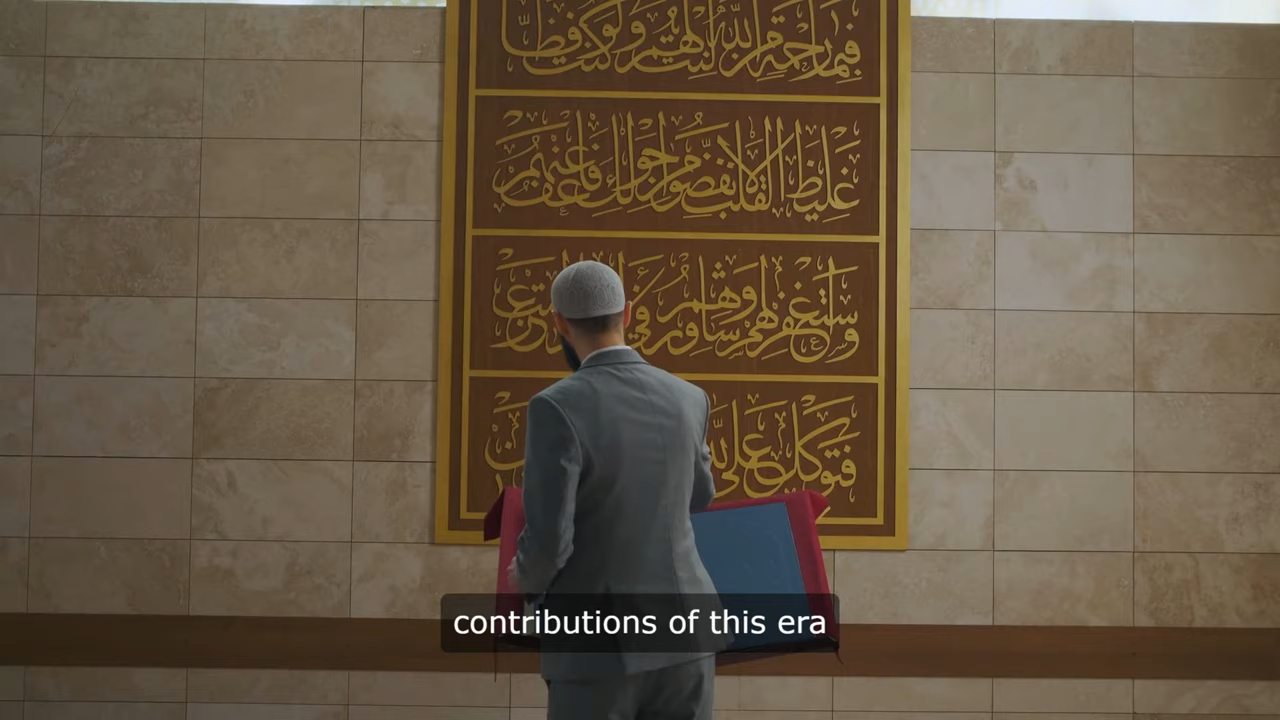 فبما رحمة من الله لنت لهم ولو كنت فظا
غليظ القلب لانفضوا من حولك فاعف عنهم
واستغفر لهم وشاورهم في
فتوكل على
contributions of this era